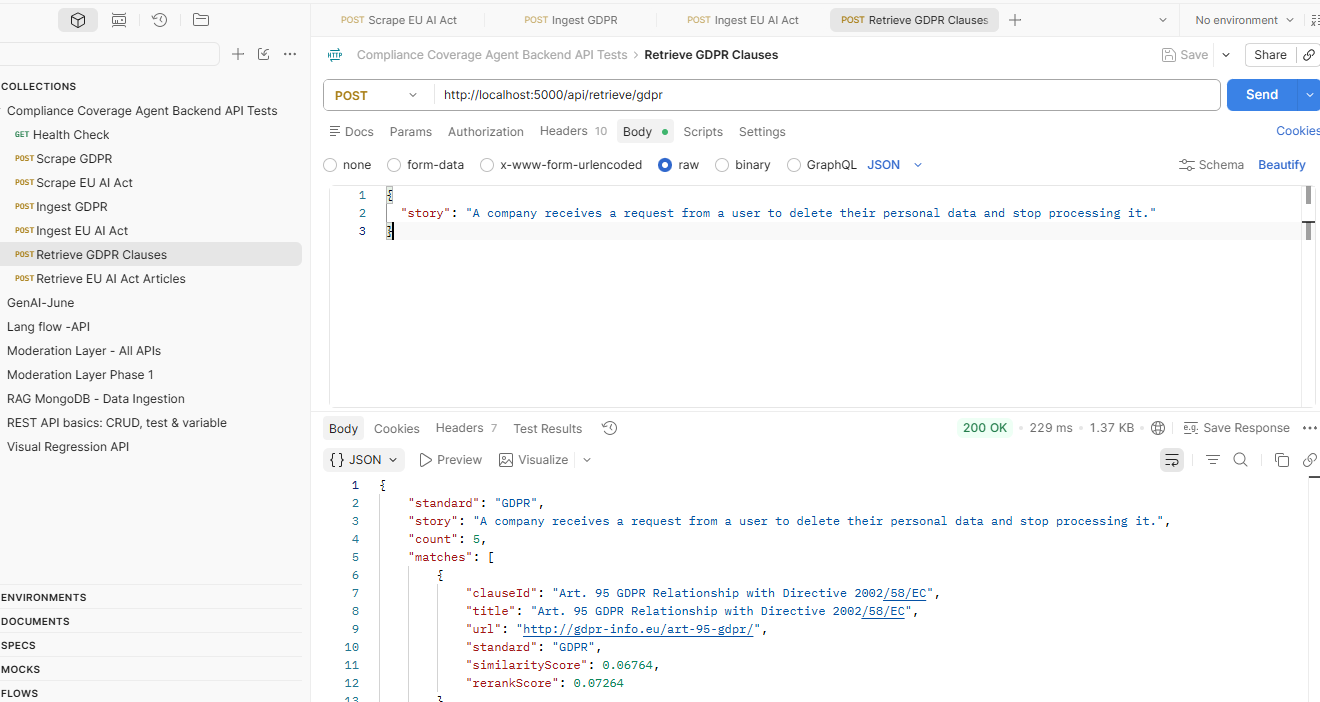 POST Scrape EU AI Act
POST Ingest GDPR
POST Ingest EU AI Act
POST Retrieve GDPR Clauses
No environment
Compliance Coverage Agent Backend API Tests > Retrieve GDPR Clauses
Save
Share
COLLECTIONS
Compliance Coverage Agent Backend API Tests
GET Health Check
POST Scrape GDPR
POST Scrape EU AI Act
POST Ingest GDPR
POST Ingest EU AI Act
POST Retrieve GDPR Clauses
POST Retrieve EU AI Act Articles
GenAI-June
Lang flow -API
Moderation Layer - All APIs
Moderation Layer Phase 1
RAG MongoDB - Data Ingestion
REST API basics: CRUD, test & variable
Visual Regression API
ENVIRONMENTS
DOCUMENTS
SPECS
MOCKS
FLOWS
HTTP
POST
http://localhost:5000/api/retrieve/gdpr
Send
Docs Params Authorization Headers 10 Body Scripts Settings
Cookies
none form-data x-www-form-urlencoded raw binary GraphQL JSON
Schema Beautify
1 {
2 "story": "A company receives a request from a user to delete their personal data and stop processing it."
3 }
Body Cookies Headers 7 Test Results
200 OK • 229 ms • 1.37 KB
Save Response
{} JSON Preview Visualize
1 {
2 "standard": "GDPR",
3 "story": "A company receives a request from a user to delete their personal data and stop processing it.",
4 "count": 5,
5 "matches": [
6 {
7 "clauseId": "Art. 95 GDPR Relationship with Directive 2002/58/EC",
8 "title": "Art. 95 GDPR Relationship with Directive 2002/58/EC",
9 "url": "http://gdpr-info.eu/art-95-gdpr/",
10 "standard": "GDPR",
11 "similarityScore": 0.06764,
12 "rerankScore": 0.07264
13 }